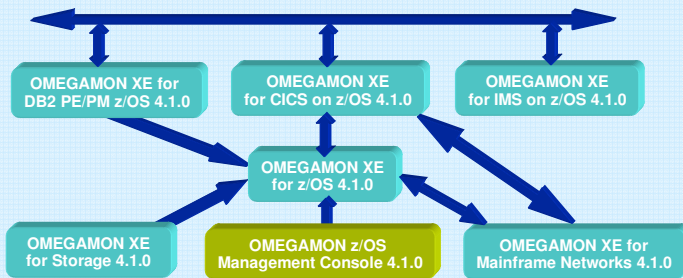 OMEGAMON XE for
DB2 PE/PM z/OS 4.1.0
OMEGAMON XE
for CICS on z/OS 4.1.0
OMEGAMON XE
for IMS on z/OS 4.1.0
OMEGAMON XE
for z/OS 4.1.0
OMEGAMON XE
for Storage 4.1.0
OMEGAMON z/OS
Management Console 4.1.0
OMEGAMON XE for
Mainframe Networks 4.1.0